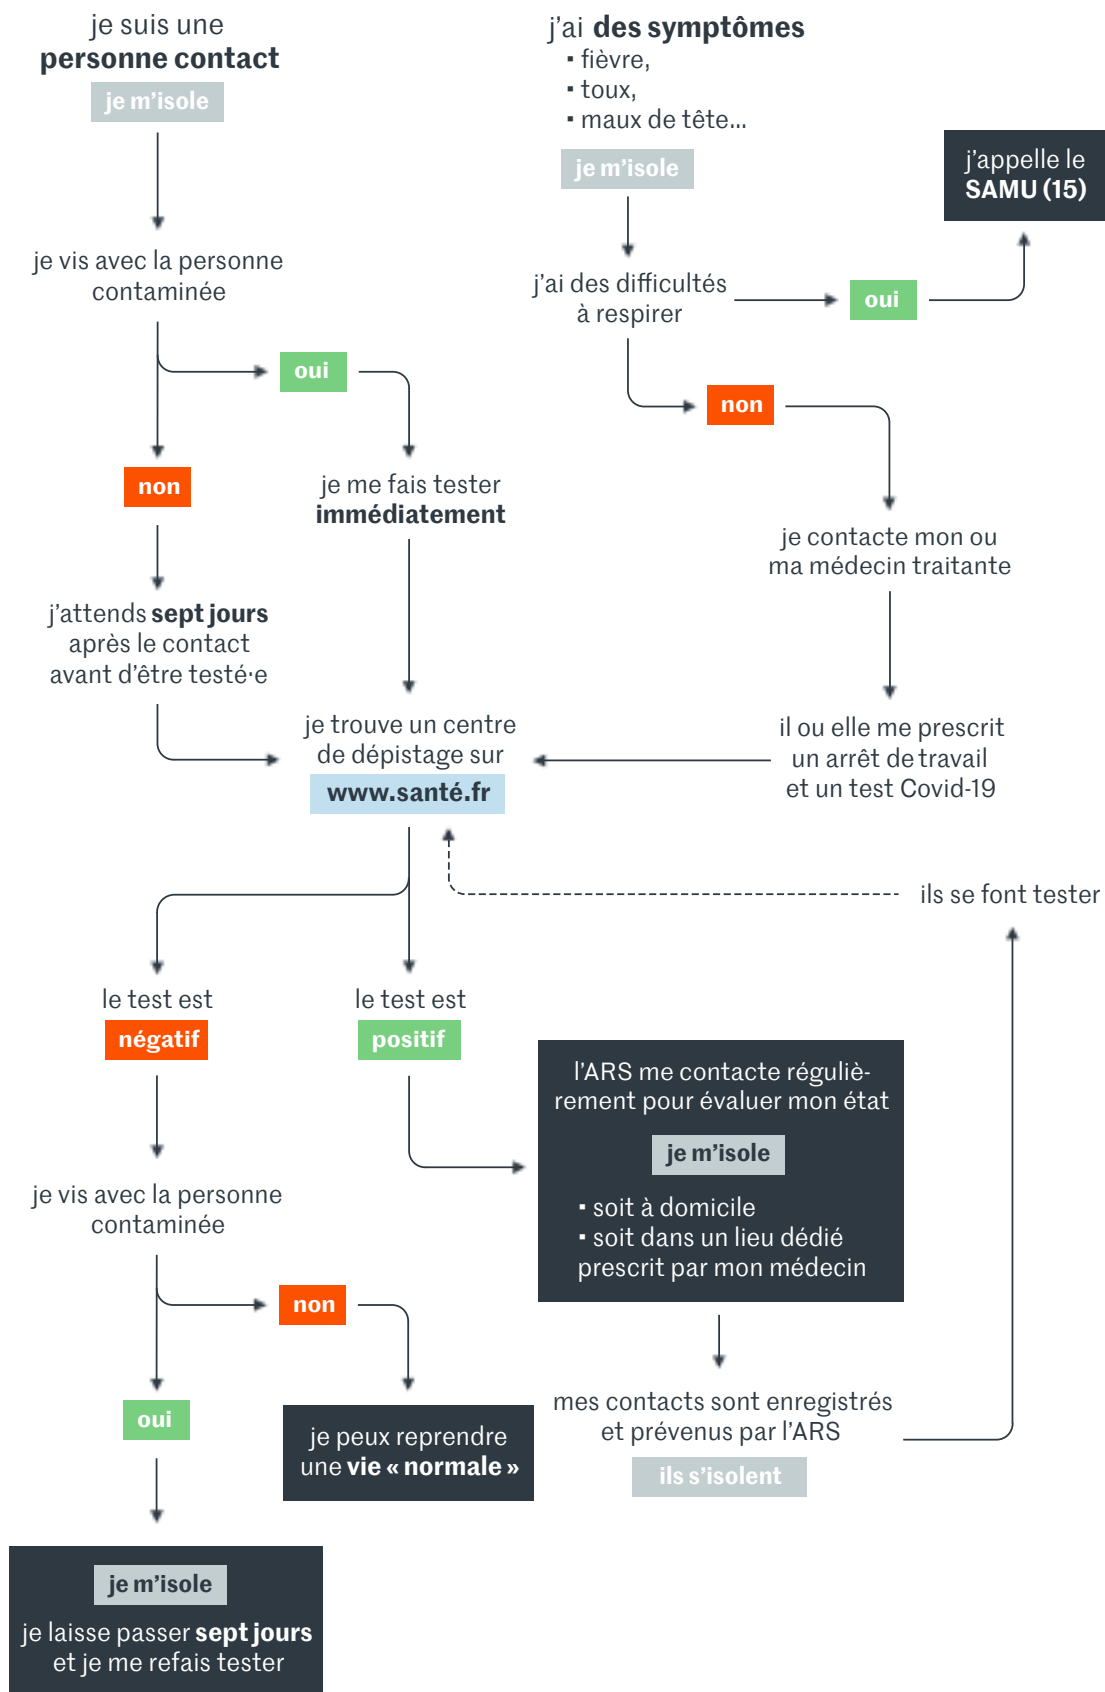 je suis une
personne contact
je m'isole
je vis avec la personne
contaminée
oui
non
je me fais tester
immédiatement
j'attends sept jours
après le contact
avant d'être testé·e
j'ai des symptômes
▪ fièvre,
▪ toux,
▪ maux de tête...
je m'isole
j'appelle le
SAMU (15)
j'ai des difficultés
à respirer
oui
non
je contacte mon ou
ma médecin traitante
il ou elle me prescrit
un arrêt de travail
et un test Covid-19
je trouve un centre
de dépistage sur
www.santé.fr
ils se font tester
le test est
négatif
le test est
positif
l'ARS me contacte réguliè-
rement pour évaluer mon état
je m'isole
▪ soit à domicile
▪ soit dans un lieu dédié
prescrit par mon médecin
je vis avec la personne
contaminée
non
oui
je peux reprendre
une vie « normale »
mes contacts sont enregistrés
et prévenus par l'ARS
ils s'isolent
je m'isole
je laisse passer sept jours
et je me refais tester